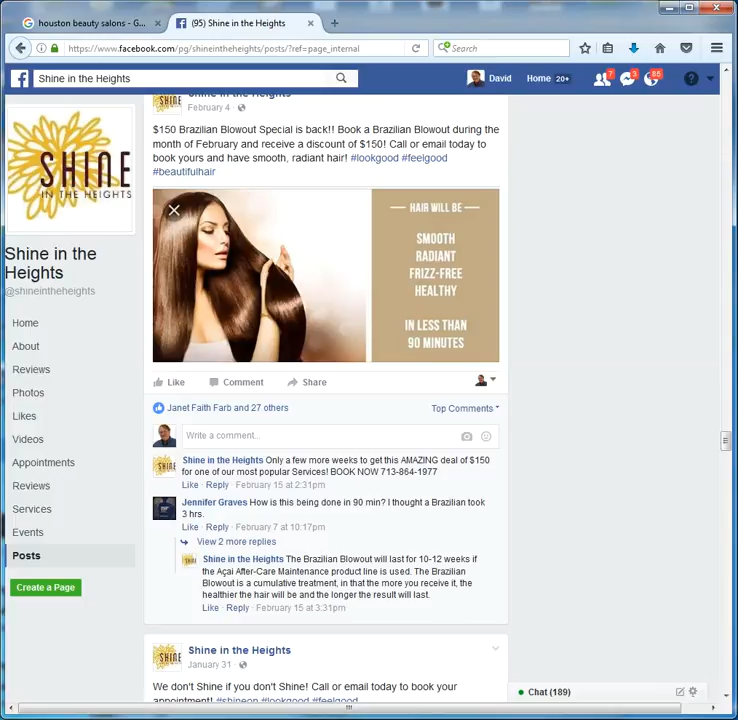 houston beauty salons - G...
(95) Shine in the Heights
https://www.facebook.com/pg/shineintheheights/posts/?ref=page_internal
Search
Shine in the Heights
David
Home 20+
7
3
85
SHINE
IN THE HEIGHTS
Shine in the
Heights
@shineintheheights
Home
About
Reviews
Photos
Likes
Videos
Appointments
Reviews
Services
Events
Posts
Create a Page
Shine in the Heights
February 4
$150 Brazilian Blowout Special is back!! Book a Brazilian Blowout during the
month of February and receive a discount of $150! Call or email today to
book yours and have smooth, radiant hair! #lookgood #feelgood
#beautifulhair
HAIR WILL BE
SMOOTH
RADIANT
FRIZZ-FREE
HEALTHY
IN LESS THAN
90 MINUTES
Like Comment Share
Janet Faith Farb and 27 others
Top Comments
Write a comment...
Shine in the Heights Only a few more weeks to get this AMAZING deal of $150
for one of our most popular Services! BOOK NOW 713-864-1977
Like · Reply · February 15 at 2:31pm
Jennifer Graves How is this being done in 90 min? I thought a Brazilian took
3 hrs.
Like · Reply · February 7 at 10:17pm
View 2 more replies
Shine in the Heights The Brazilian Blowout will last for 10-12 weeks if
the Açai After-Care Maintenance product line is used. The Brazilian
Blowout is a cumulative treatment, in that the more you receive it, the
healthier the hair will be and the longer the result will last.
Like · Reply · February 15 at 3:31pm
Shine in the Heights
January 31
We don't Shine if you don't Shine! Call or email today to book your
appointment! #shineon #lookgood #feelgood
Chat (189)